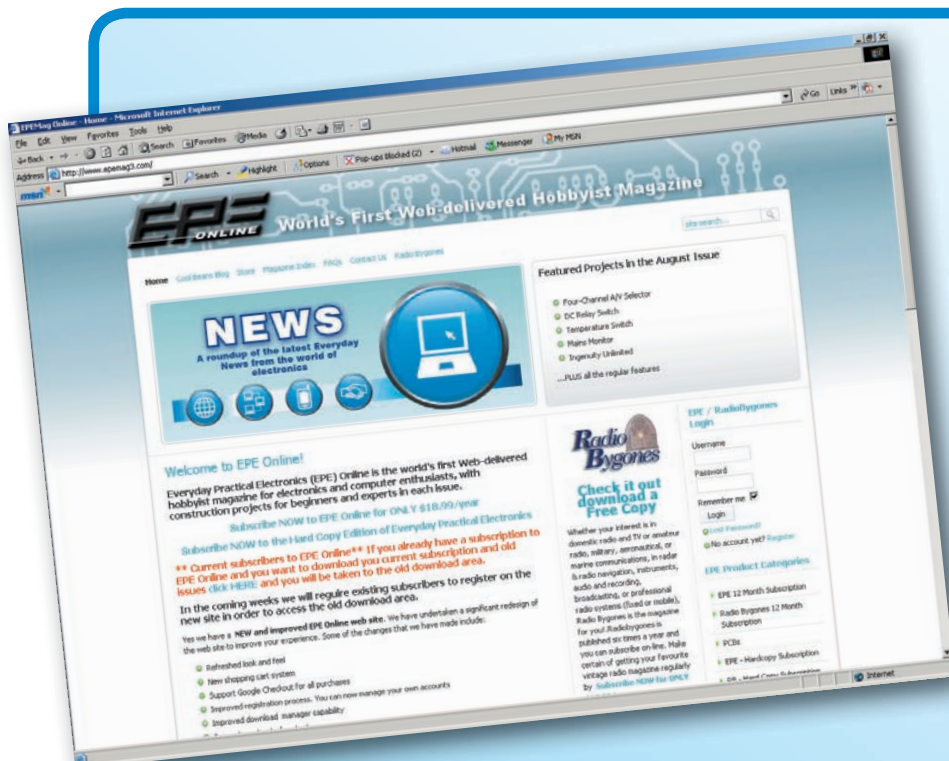 EPEMag Online - Home - Microsoft Internet Explorer
File Edit View Favorites Tools Help
Back Search Favorites Media
Address http://www.epemag3.com/ Go Links
msn Search Highlight Options Pop-ups Blocked (2) Hotmail Messenger My MSN
EPE ONLINE
World's First Web-delivered Hobbyist Magazine
site search...
Home Cool Beans Blog Store Magazine Index FAQs Contact Us Radio Bygones
NEWS
A roundup of the latest Everyday
News from the world of
electronics
Featured Projects in the August Issue
Four-Channel A/V Selector
DC Relay Switch
Temperature Switch
Mains Monitor
Ingenuity Unlimited
...PLUS all the regular features
Welcome to EPE Online!
Everyday Practical Electronics (EPE) Online is the world's first Web-delivered
hobbyist magazine for electronics and computer enthusiasts, with
construction projects for beginners and experts in each issue.
Subscribe NOW to EPE Online for ONLY $18.99/year
Subscribe NOW to the Hard Copy Edition of Everyday Practical Electronics
** Current subscribers to EPE Online** If you already have a subscription to
EPE Online and you want to download you current subscription and old
issues click HERE and you will be taken to the old download area.
In the coming weeks we will require existing subscribers to register on the
new site in order to access the old download area.
Yes we have a NEW and improved EPE Online web site. We have undertaken a significant redesign of
the web site to improve your experience. Some of the changes that we have made include:
Refreshed look and feel
New shopping cart system
Support Google Checkout for all purchases
Improved registration process. You can now manage your own accounts
Improved download manager capability
Radio
Bygones
Check it out
download a
Free Copy
Whether your interest is in
domestic radio and TV or amateur
radio, military, aeronautical, or
marine communications, in radar
& radio navigation, instruments,
audio and recording,
broadcasting, or professional
radio systems (fixed or mobile),
Radio Bygones is the magazine
for you! Radiobygones is
published six times a year and
you can subscribe on-line. Make
certain of getting your favourite
vintage radio magazine regularly
by Subscribe NOW for ONLY
EPE / RadioBygones
Login
Username
Password
Remember me
Login
Lost Password?
No account yet? Register
EPE Product Categories
EPE 12 Month Subscription
Radio Bygones 12 Month
Subscription
PCBs
EPE - Hardcopy Subscription
Internet